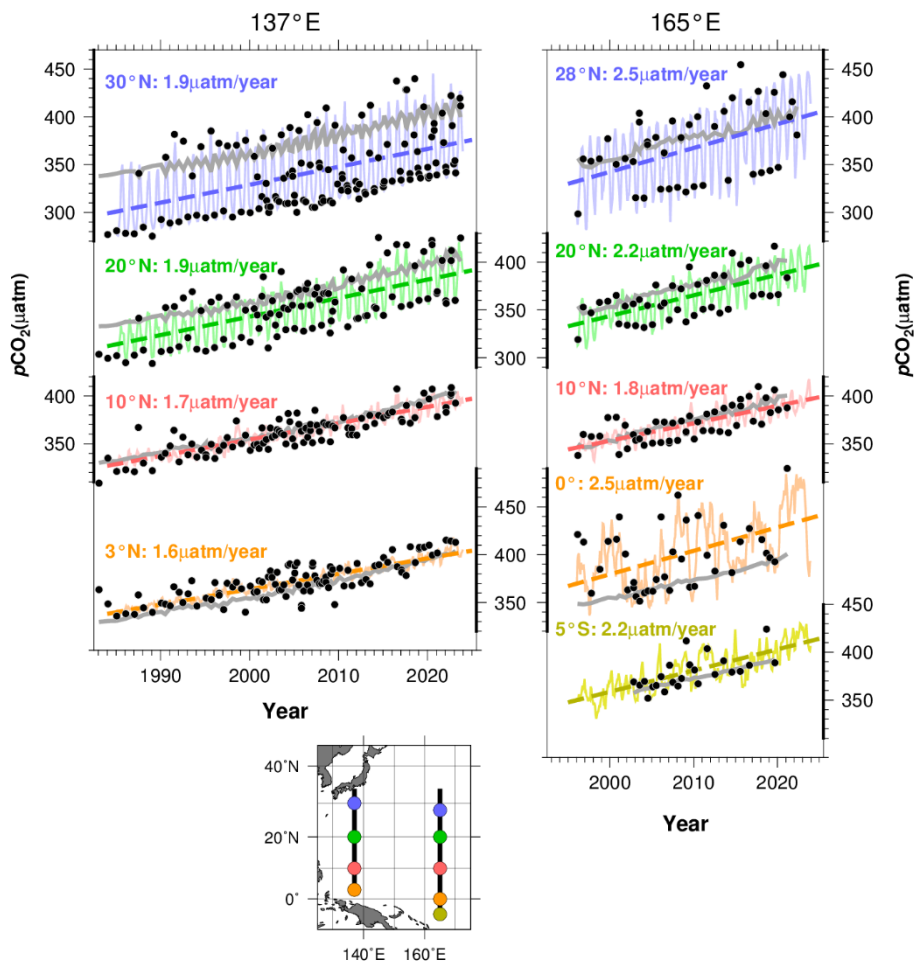 137°E
165°E
450
400
350
300
30°N: 1.9µatm/year
20°N: 1.9µatm/year
400
350
300
10°N: 1.7µatm/year
400
350
3°N: 1.6µatm/year
450
400
350
pCO2(µatm)
1990
2000
2010
2020
Year
28°N: 2.5µatm/year
450
400
350
300
20°N: 2.2µatm/year
400
350
300
10°N: 1.8µatm/year
400
350
0°: 2.5µatm/year
450
400
5°S: 2.2µatm/year
450
400
350
pCO2(µatm)
2000
2010
2020
Year
40°N
20°N
0°
140°E
160°E